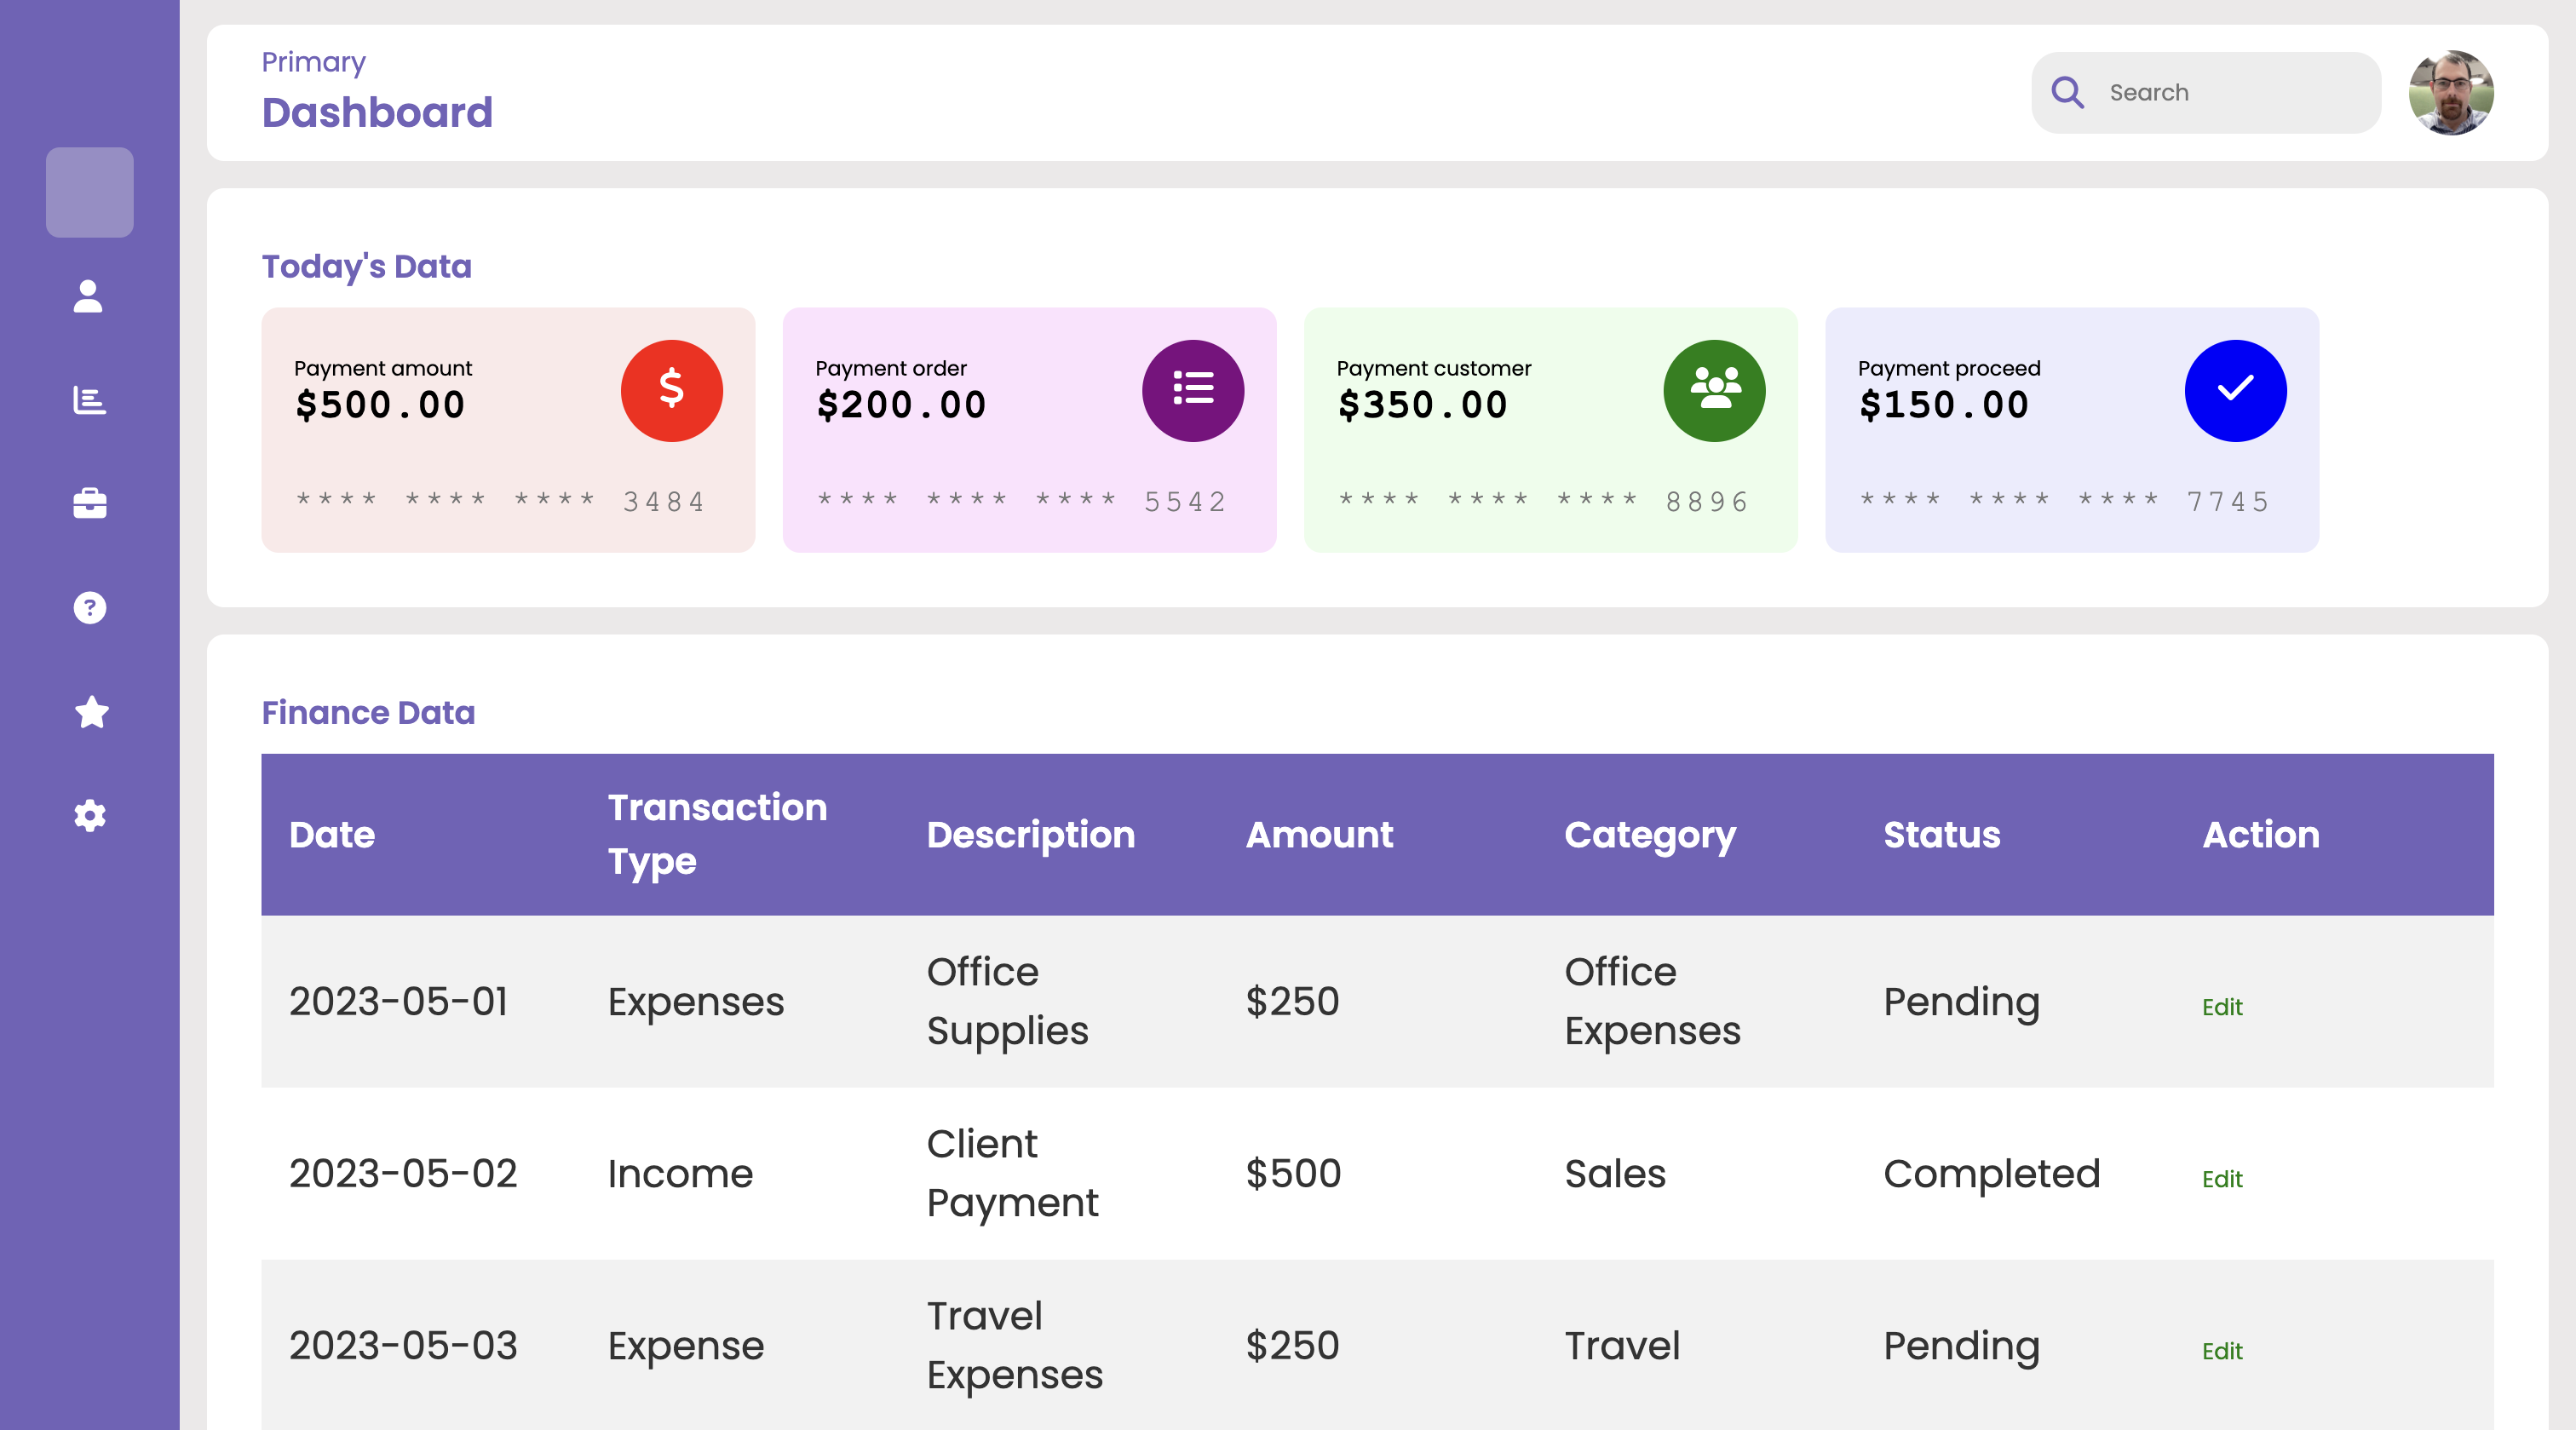 Primary
Dashboard
Search
Today's Data
Payment amount
$500.00
**** **** **** 3484
Payment order
$200.00
**** **** **** 5542
Payment customer
$350.00
**** **** **** 8896
Payment proceed
$150.00
**** **** **** 7745
Finance Data
Date
Transaction
Type
Description
Amount
Category
Status
Action
2023-05-01
Expenses
Office
Supplies
$250
Office
Expenses
Pending
Edit
2023-05-02
Income
Client
Payment
$500
Sales
Completed
Edit
2023-05-03
Expense
Travel
Expenses
$250
Travel
Pending
Edit